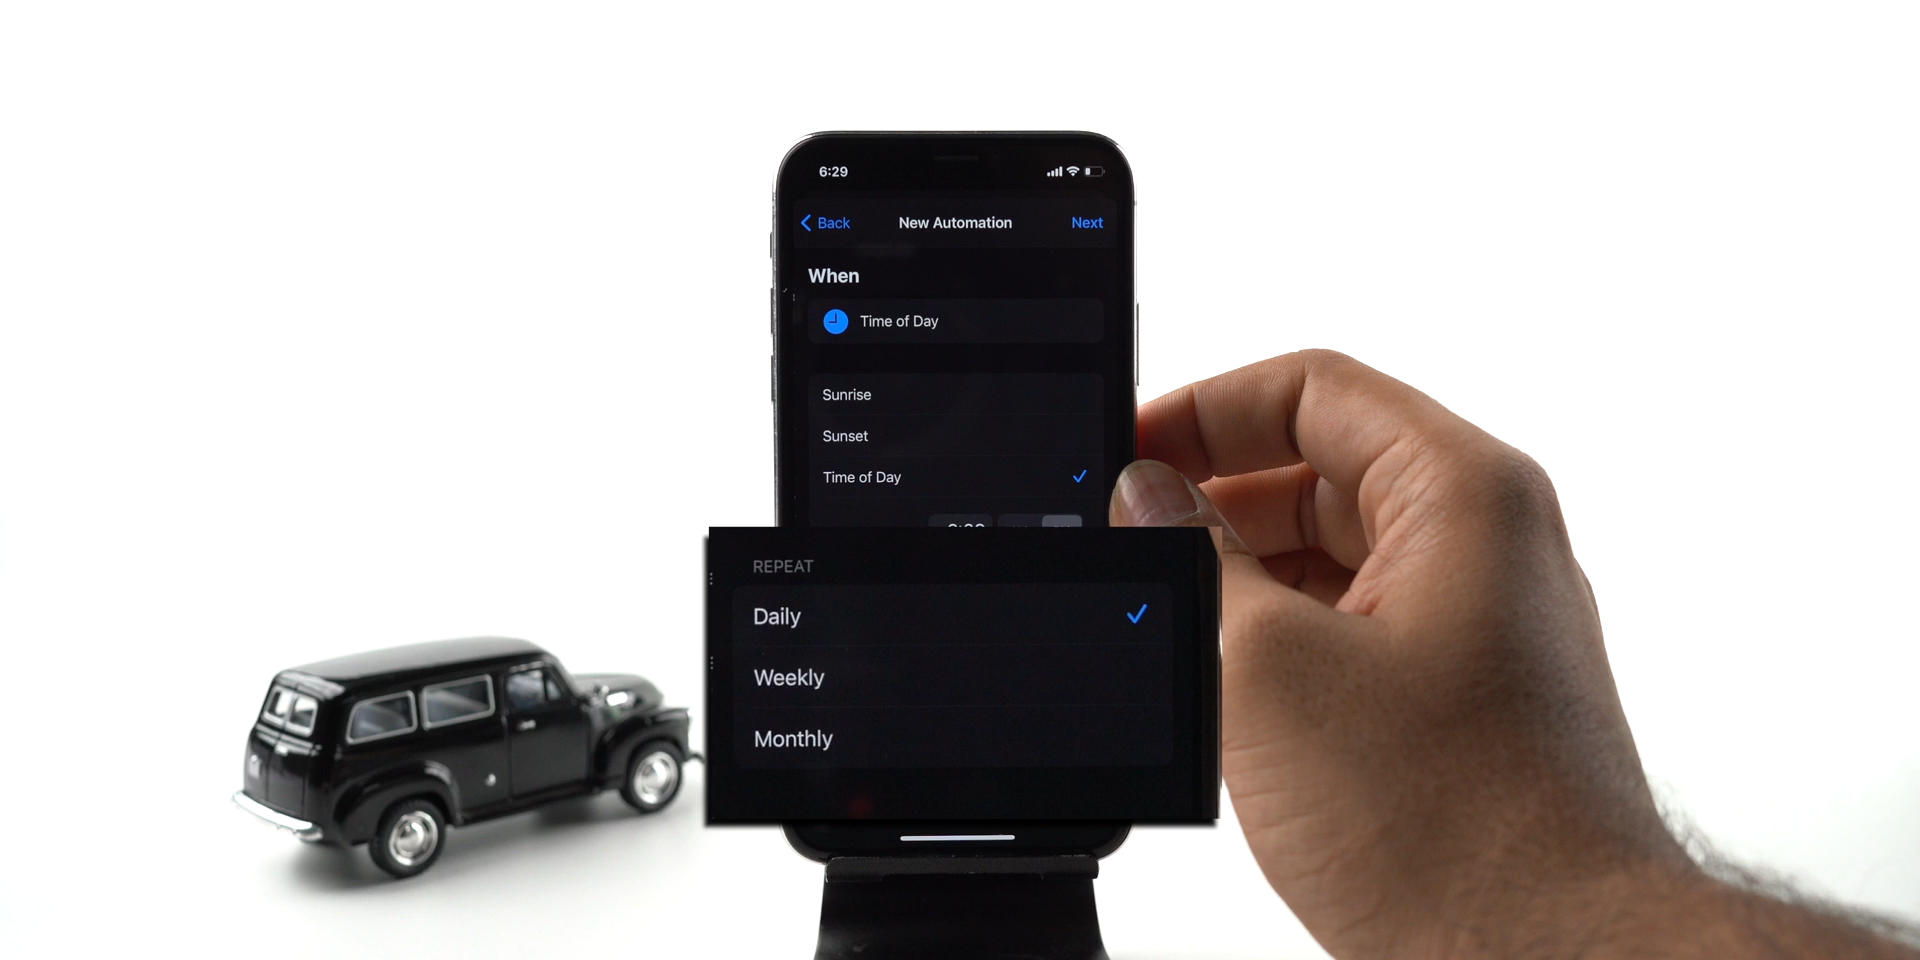 6:29
Back New Automation Next
When
Time of Day
Sunrise
Sunset
Time of Day
REPEAT
Daily
Weekly
Monthly